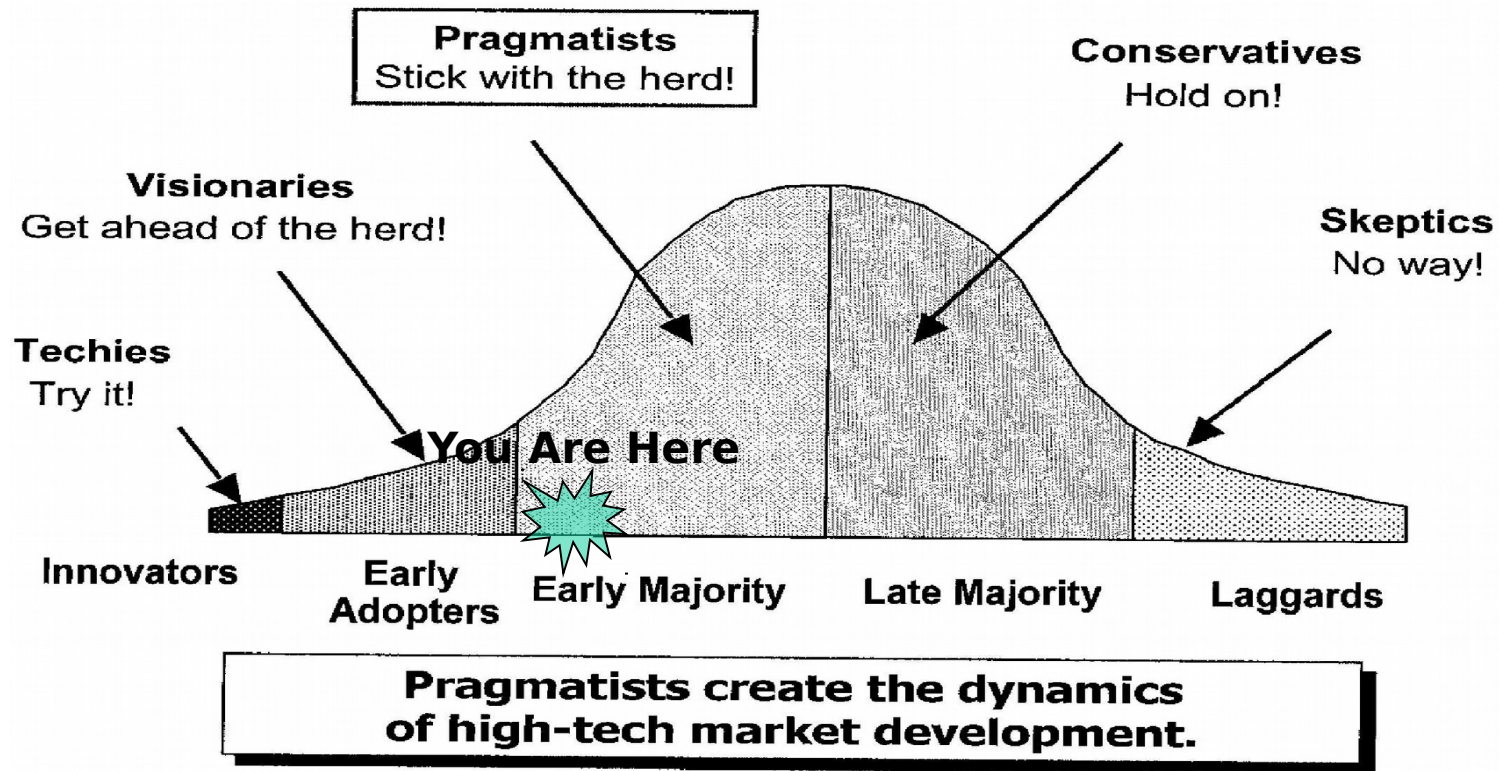 Pragmatists
Stick with the herd!
Conservatives
Hold on!
Visionaries
Get ahead of the herd!
Skeptics
No way!
Techies
Try it!
You Are Here
Innovators
Early
Adopters
Early Majority
Late Majority
Laggards
Pragmatists create the dynamics
of high-tech market development.